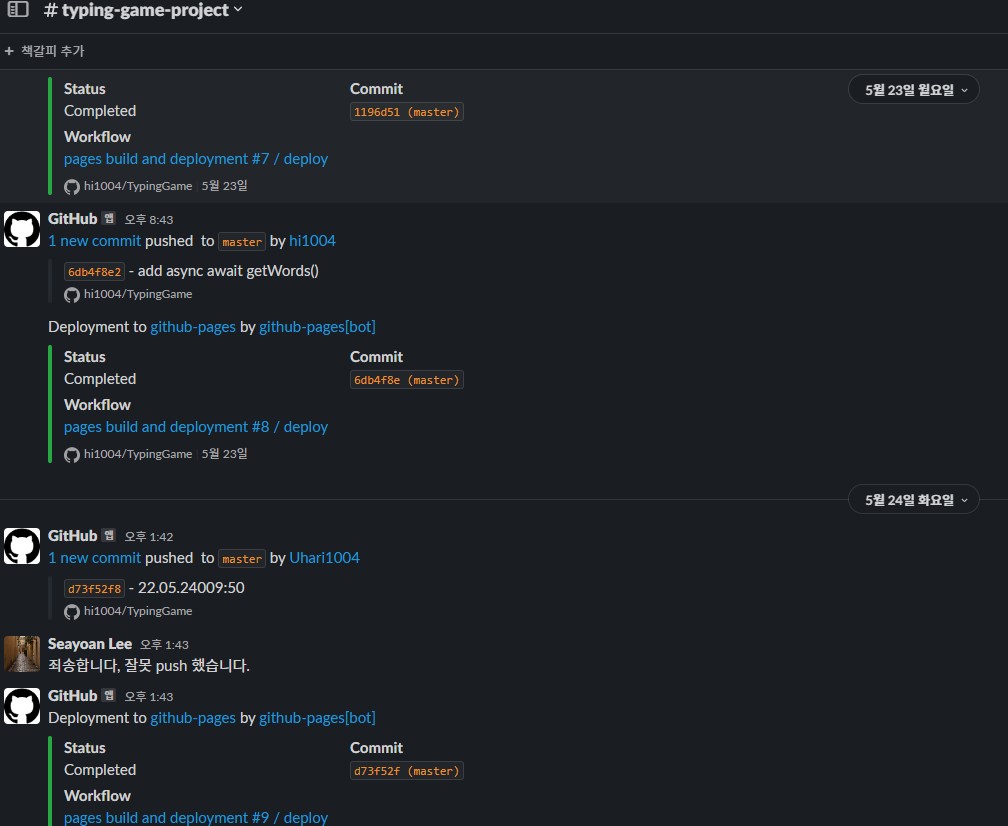 # typing-game-project
+ 책갈피 추가
5월 23일 월요일
Status Commit
Completed 1196d51 (master)
Workflow
pages build and deployment #7 / deploy
hi1004/TypingGame 5월 23일
GitHub 앱 오후 8:43
1 new commit pushed to master by hi1004
6db4f8e2 - add async await getWords()
hi1004/TypingGame
Deployment to github-pages by github-pages[bot]
Status Commit
Completed 6db4f8e (master)
Workflow
pages build and deployment #8 / deploy
hi1004/TypingGame 5월 23일
5월 24일 화요일
GitHub 앱 오후 1:42
1 new commit pushed to master by Uhari1004
d73f52f8 - 22.05.24009:50
hi1004/TypingGame
Seayoan Lee 오후 1:43
죄송합니다, 잘못 push 했습니다.
GitHub 앱 오후 1:43
Deployment to github-pages by github-pages[bot]
Status Commit
Completed d73f52f (master)
Workflow
pages build and deployment #9 / deploy